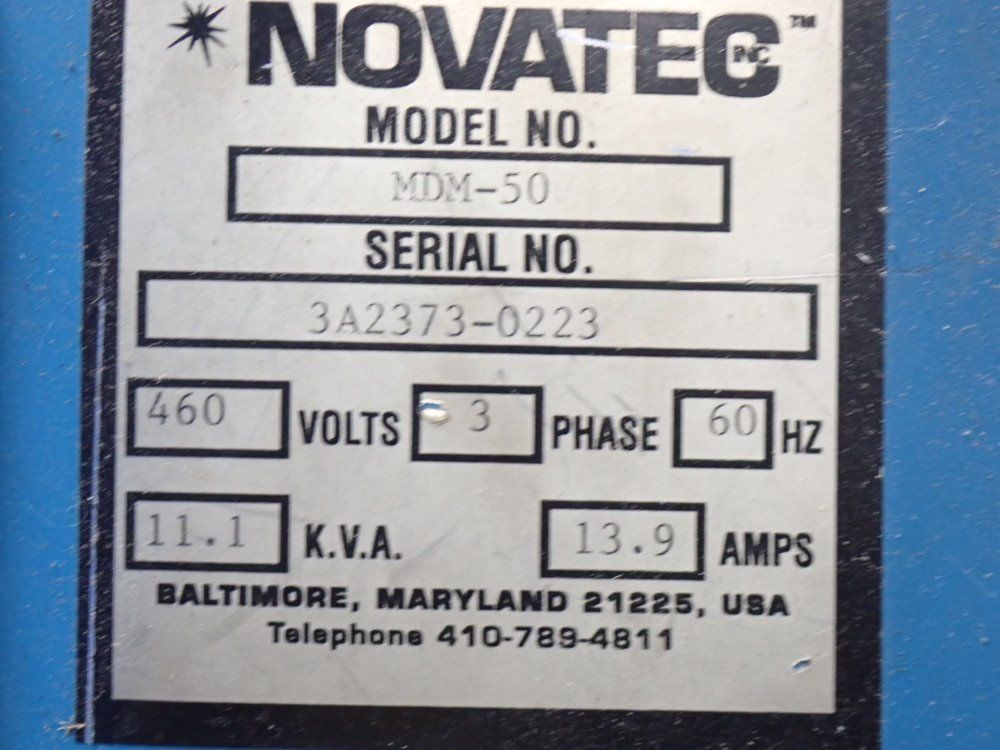 NOVATEC INC ™
MODEL NO.
MDM-50
SERIAL NO.
3A2373-0223
460 VOLTS 3 PHASE 60 HZ
11.1 K.V.A. 13.9 AMPS
BALTIMORE, MARYLAND 21225, USA
Telephone 410-789-4811